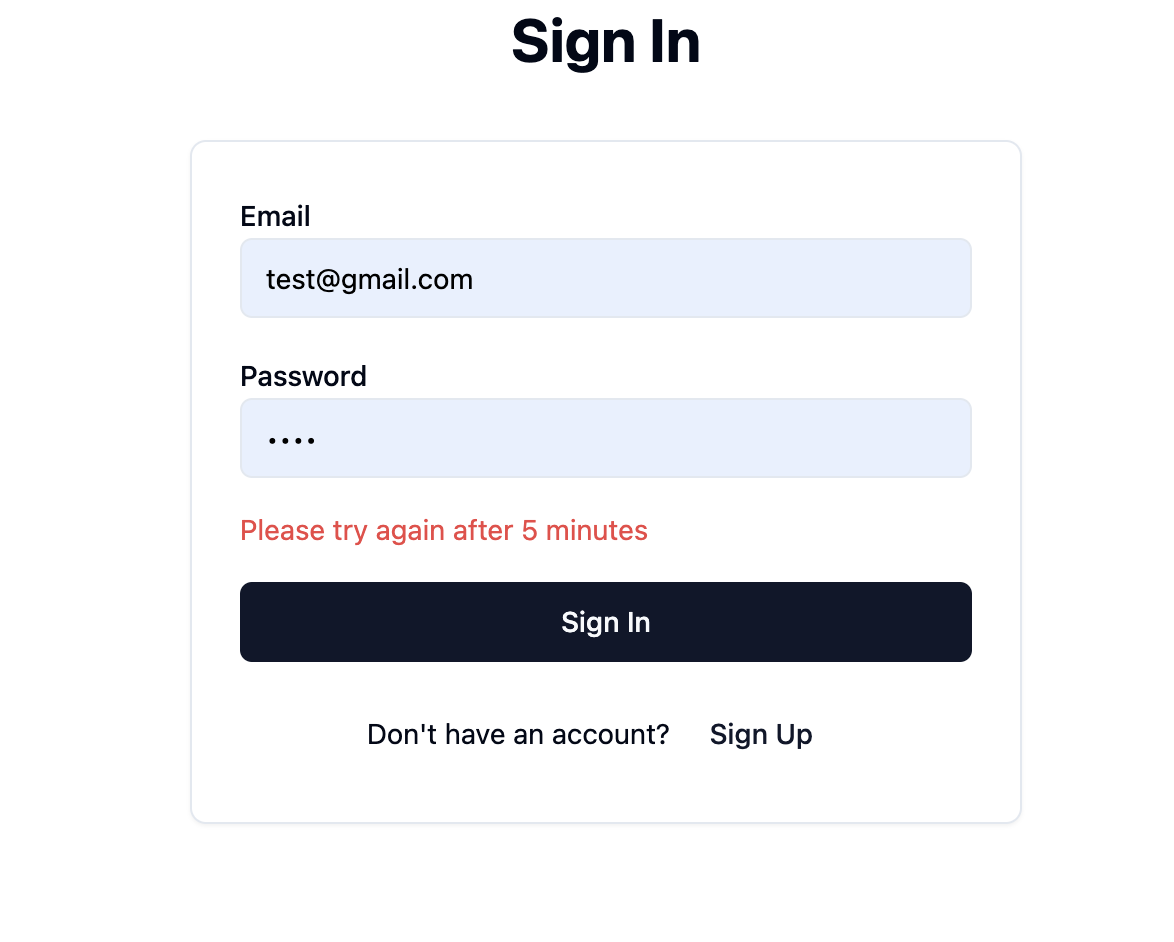 Sign In
Email
test@gmail.com
Password
••••
Please try again after 5 minutes
Sign In
Don't have an account? Sign Up